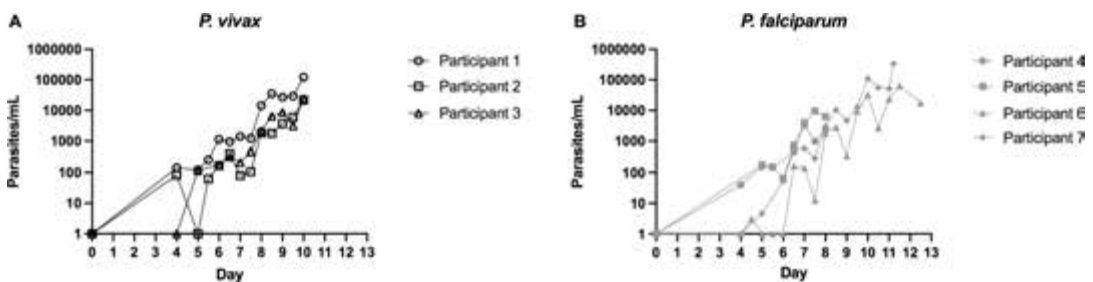 A
P. vivax
1000000
100000
10000
1000
100
10
1
Parasites/mL
0 1 2 3 4 5 6 7 8 9 10 11 12 13
Day
Participant 1
Participant 2
Participant 3
B
P. falciparum
1000000
100000
10000
1000
100
10
1
Parasites/mL
0 1 2 3 4 5 6 7 8 9 10 11 12 13
Day
Participant 4
Participant 5
Participant 6
Participant 7